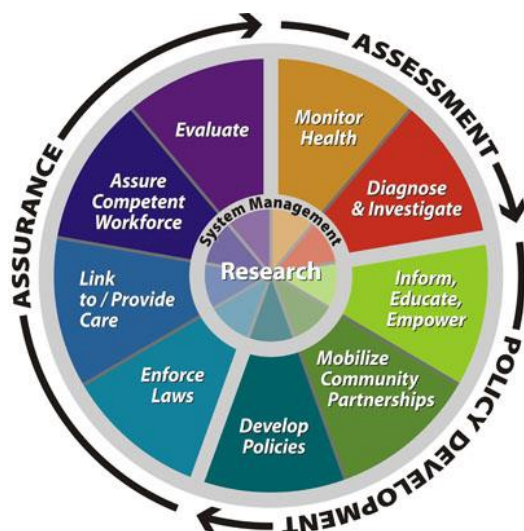 ASSESSMENT
Monitor
Health
Diagnose
& Investigate
POLICY DEVELOPMENT
Inform,
Educate,
Empower
Mobilize
Community
Partnerships
Develop
Policies
ASSURANCE
Enforce
Laws
Link
to / Provide
Care
Assure
Competent
Workforce
Evaluate
System Management
Research